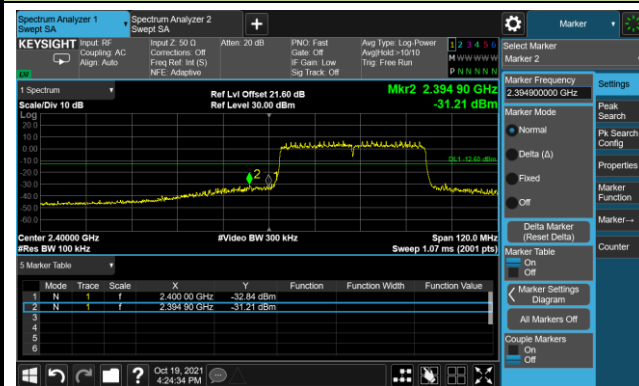 Spectrum Analyzer 1
Swept SA
Spectrum Analyzer 2
Swept SA
+
Marker
KEYSIGHT
Input: RF
Coupling: AC
Align: Auto
Input Z: 50 Ω
Corrections: Off
Freq Ref: Int (S)
NFE: Adaptive
Atten: 20 dB
PNO: Fast
Gate: Off
IF Gain: Low
Sig Track: Off
Avg Type: Log-Power
Avg|Hold:>10/10
Trig: Free Run
1 2 3 4 5 6
M W W W W W
P N N N N N
Select Marker
Marker 2
1 Spectrum
Scale/Div 10 dB
Log
Ref Lvl Offset 21.60 dB
Ref Level 30.00 dBm
Mkr2 2.394 90 GHz
-31.21 dBm
20.0
10.0
0.00
-10.0
-20.0
-30.0
-40.0
-50.0
-60.0
DL1 -12.60 dBm
2
1
Center 2.40000 GHz
#Res BW 100 kHz
#Video BW 300 kHz
Span 120.0 MHz
Sweep 1.07 ms (2001 pts)
5 Marker Table
Mode Trace Scale X Y Function Function Width Function Value
1 N 1 f 2.400 00 GHz -32.84 dBm
2 N 1 f 2.394 90 GHz -31.21 dBm
3
4
5
6
Marker Frequency
2.394900000 GHz
Marker Mode
Normal
Delta (Δ)
Fixed
Off
Delta Marker
(Reset Delta)
Marker Table
On
Off
Marker Settings
Diagram
All Markers Off
Couple Markers
On
Off
Settings
Peak
Search
Pk Search
Config
Properties
Marker
Function
Marker→
Counter
?
Oct 19, 2021
4:24:34 PM